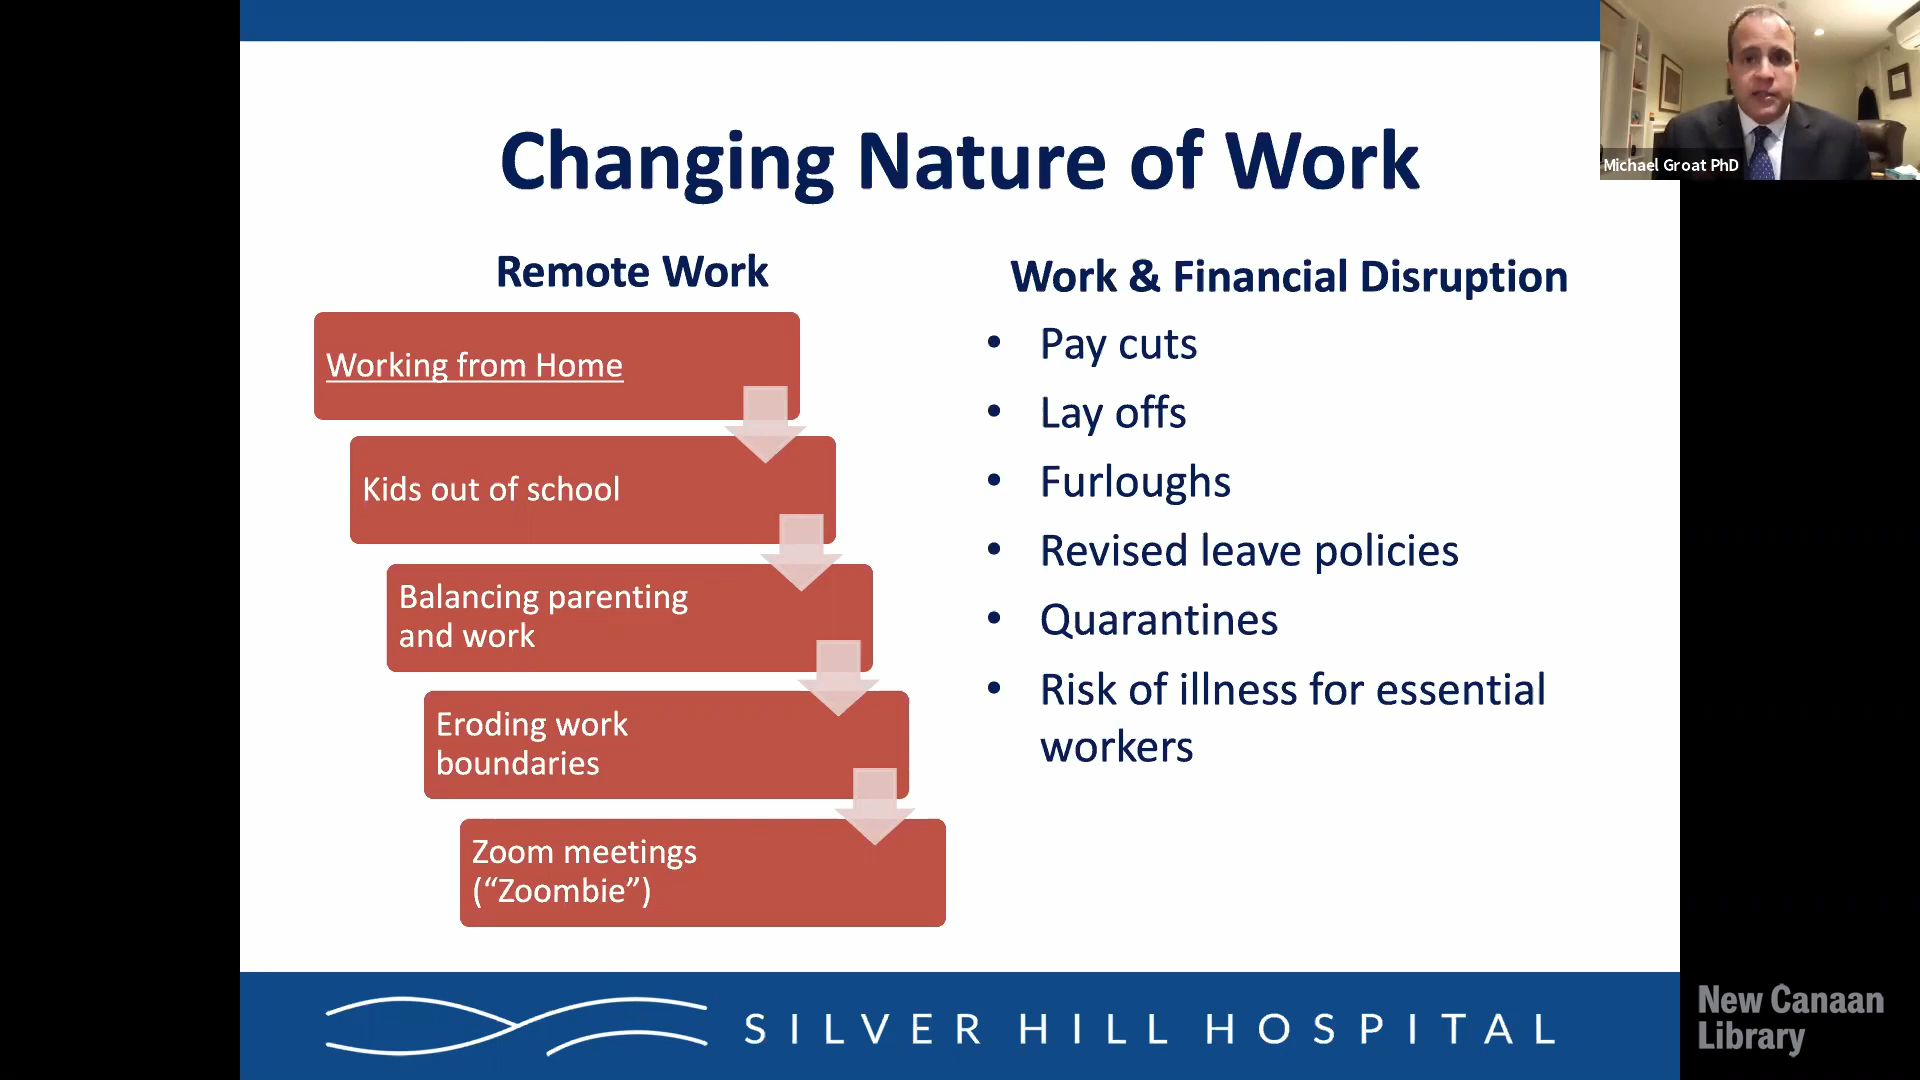 Changing Nature of Work
Remote Work
Working from Home
Kids out of school
Balancing parenting
and work
Eroding work
boundaries
Zoom meetings
(“Zoombie”)
Work & Financial Disruption
• Pay cuts
• Lay offs
• Furloughs
• Revised leave policies
• Quarantines
• Risk of illness for essential
workers
SILVER HILL HOSPITAL
Michael Groat PhD
New Canaan
Library